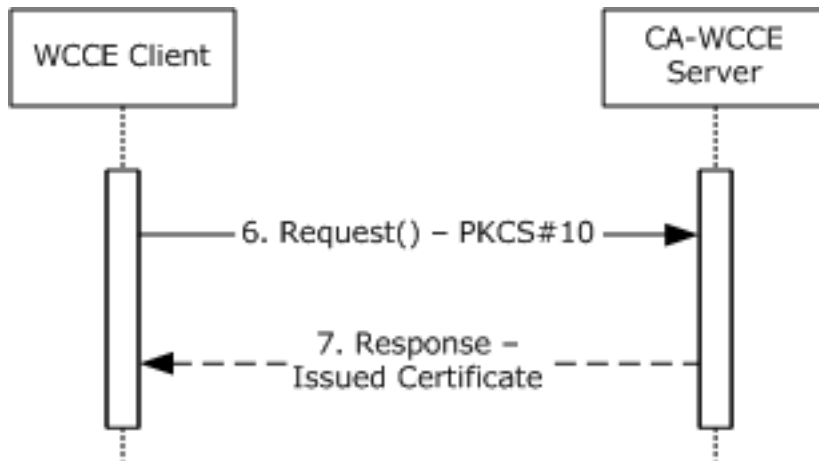 WCCE Client
CA-WCCE
Server
6. Request() – PKCS#10
7. Response –
Issued Certificate